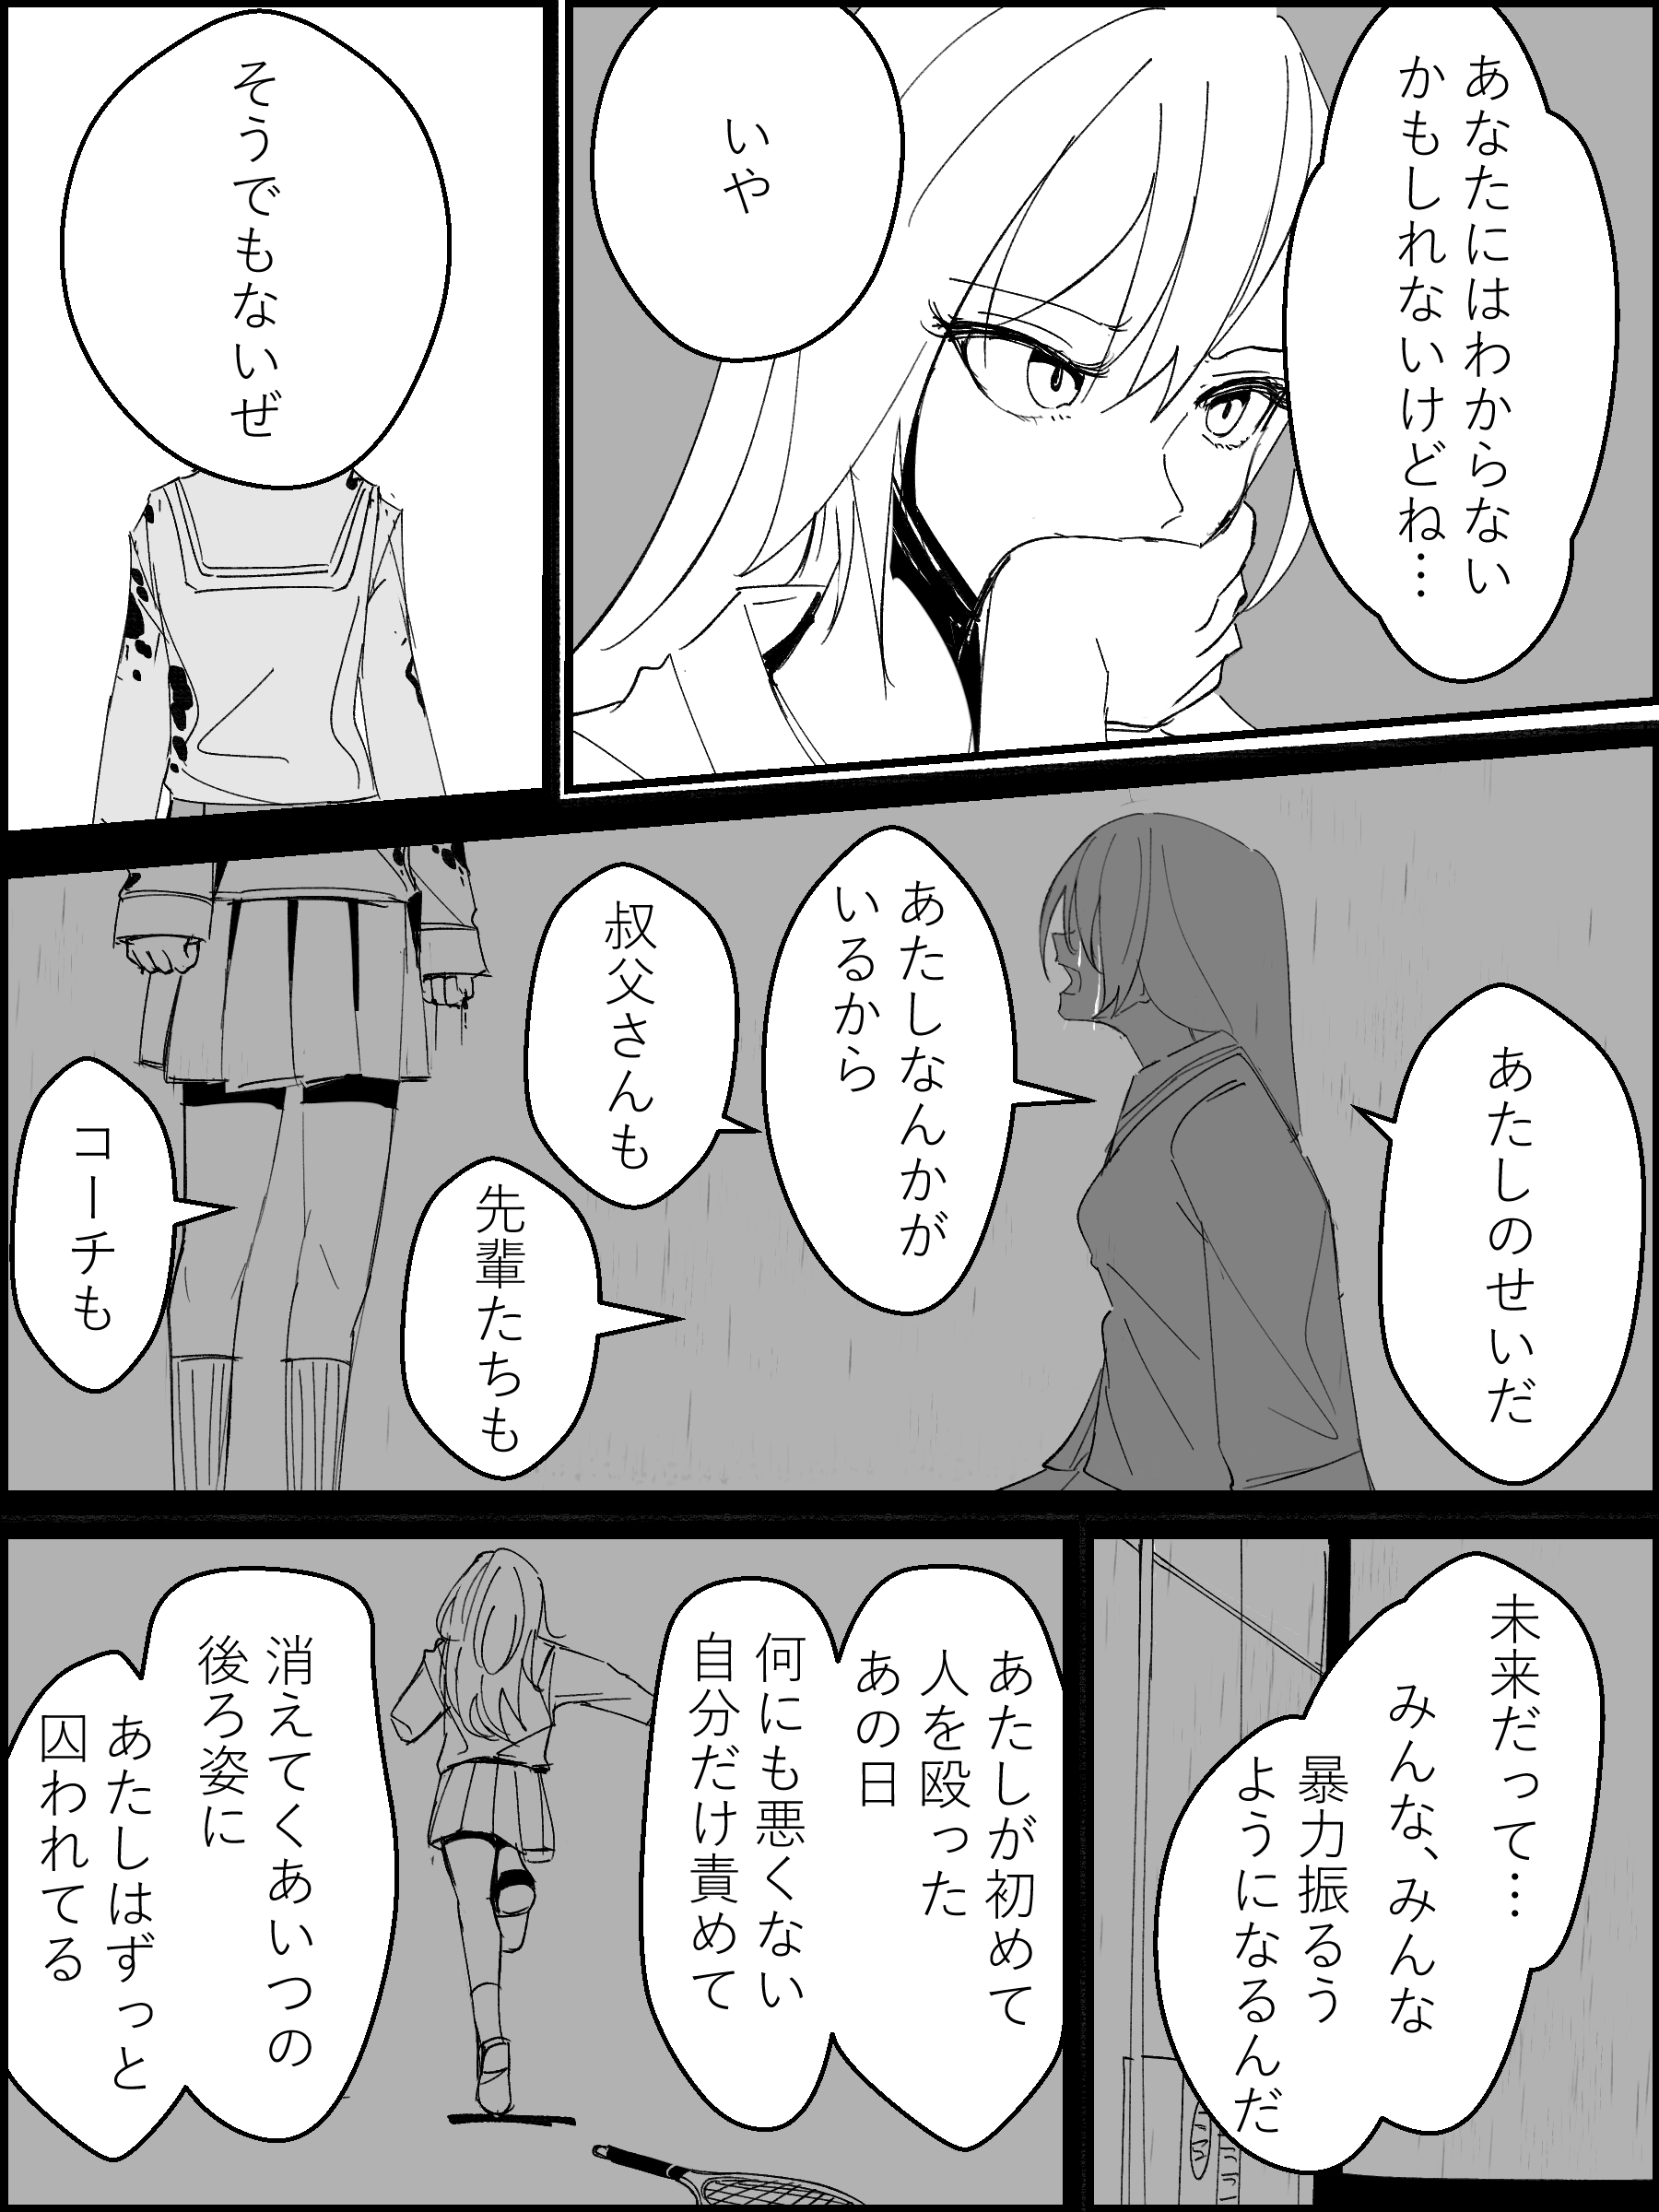 あなたにはわからない
かもしれないけどね…
いや
そうでもないぜ
あたしのせいだ
あたしなんかが
いるから
叔父さんも
先輩たちも
コーチも
未来だって…
みんな、みんな
暴力振るう
ようになるんだ
あたしが初めて
人を殴った
あの日
何にも悪くない
自分だけ責めて
消えてくあいつの
後ろ姿に
あたしはずっと
囚われてる